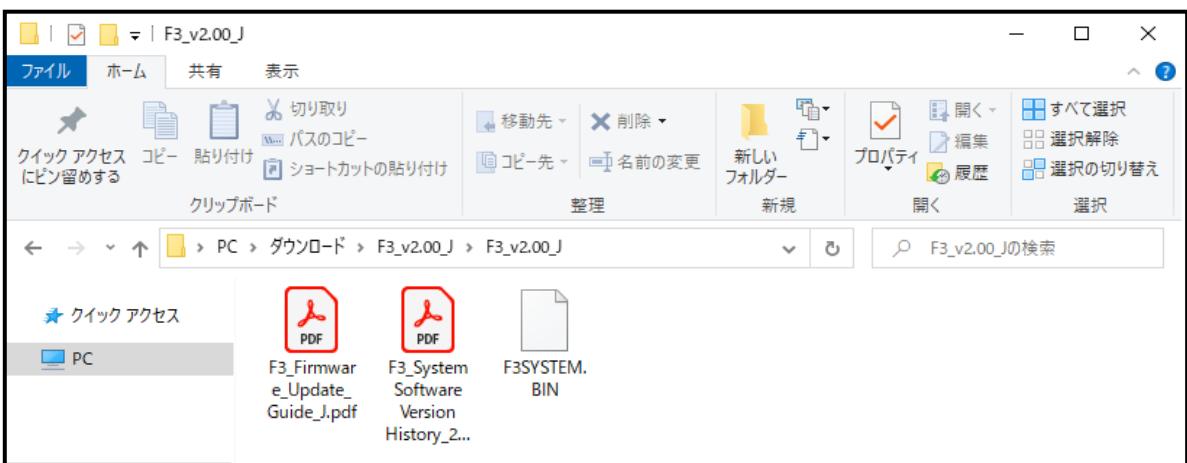 F3_v2.00_J
ファイル ホーム 共有 表示
クイック アクセス
にピン留めする
コピー
貼り付け
切り取り
パスのコピー
ショートカットの貼り付け
クリップボード
移動先
コピー先
削除
名前の変更
整理
新しい
フォルダー
新規
プロパティ
開く
編集
履歴
開く
すべて選択
選択解除
選択の切り替え
選択
PC > ダウンロード > F3_v2.00_J > F3_v2.00_J
F3_v2.00_Jの検索
クイック アクセス
PC
PDF
F3_Firmwar
e_Update_
Guide_J.pdf
PDF
F3_System
Software
Version
History_2...
F3SYSTEM.
BIN